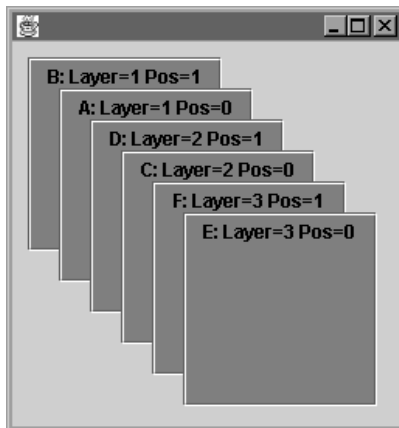 B: Layer=1 Pos=1
A: Layer=1 Pos=0
D: Layer=2 Pos=1
C: Layer=2 Pos=0
F: Layer=3 Pos=1
E: Layer=3 Pos=0